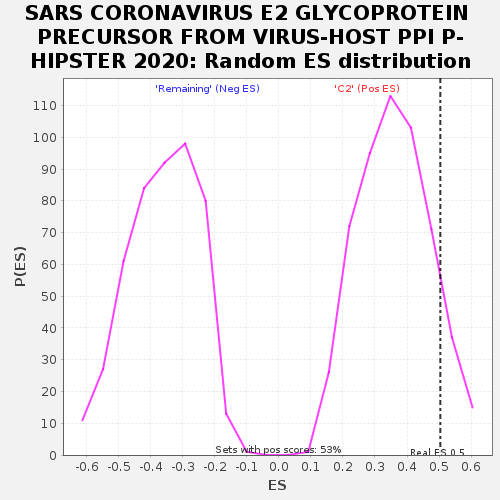 SARS CORONAVIRUS E2 GLYCOPROTEIN
PRECURSOR FROM VIRUS-HOST PPI P-
HIPSTER 2020: Random ES distribution
'Remaining' (Neg ES) 'C2' (Pos ES)
110
100
90
80
70
60
50
40
30
20
10
0
P(ES)
Sets with pos scores: 53%
Real ES 0.5
-0.6 -0.5 -0.4 -0.3 -0.2 -0.1 0.0 0.1 0.2 0.3 0.4 0.5 0.6
ES